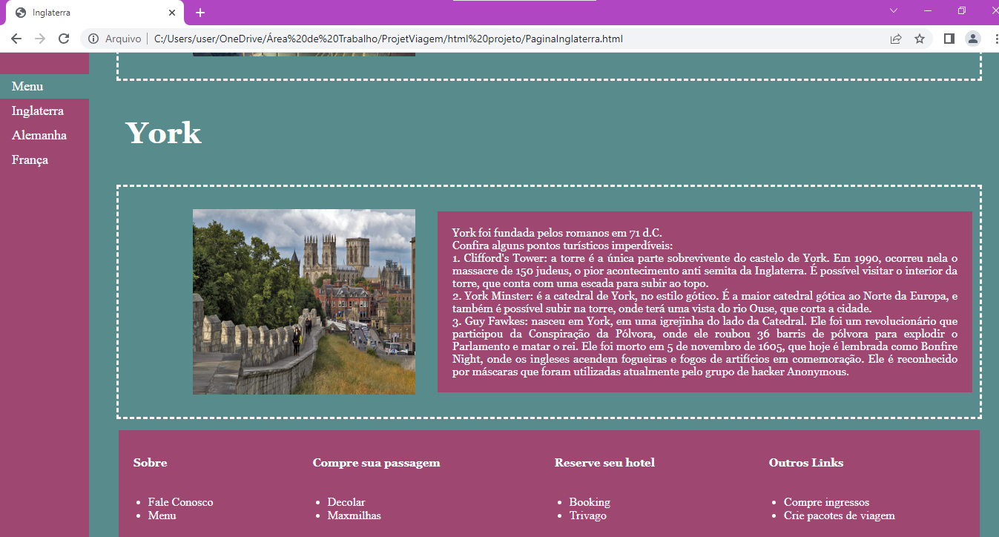 Inglaterra
Arquivo
C:/Users/user/OneDrive/Área%20de%20Trabalho/ProjetViagem/html%20projeto/PaginaInglaterra.html
Menu
Inglaterra
Alemanha
França
York
York foi fundada pelos romanos em 71 d.C.
Confira alguns pontos turísticos imperdíveis:
1. Clifford's Tower: a torre é a única parte sobrevivente do castelo de York. Em 1990, ocorreu nela o
massacre de 150 judeus, o pior acontecimento anti semita da Inglaterra. É possível visitar o interior da
torre, que conta com uma escada para subir ao topo.
2. York Minster: é a catedral de York, no estilo gótico. É a maior catedral gótica ao Norte da Europa, e
também é possível subir na torre, onde terá uma vista do rio Ouse, que corta a cidade.
3. Guy Fawkes: nasceu em York, em uma igrejinha do lado da Catedral. Ele foi um revolucionário que
participou da Conspiração da Pólvora, onde ele roubou 36 barris de pólvora para explodir o
Parlamento e matar o rei. Ele foi morto em 5 de novembro de 1605, que hoje é lembrada como Bonfire
Night, onde os ingleses acendem fogueiras e fogos de artifícios em comemoração. Ele é reconhecido
por máscaras que foram utilizadas atualmente pelo grupo de hacker Anonymous.
Sobre
• Fale Conosco
• Menu
Compre sua passagem
• Decolar
• Maxmilhas
Reserve seu hotel
• Booking
• Trivago
Outros Links
• Compre ingressos
• Crie pacotes de viagem